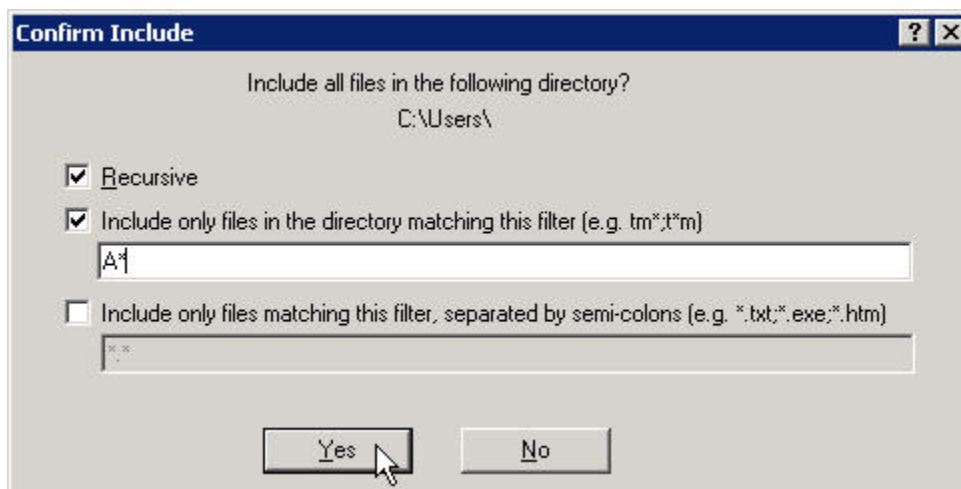 Confirm Include
Include all files in the following directory?
C:\Users\
Recursive
Include only files in the directory matching this filter (e.g. tm*;t*m)
A*
Include only files matching this filter, separated by semi-colons (e.g. *.txt;*.exe;*.htm)
*.*
Yes
No